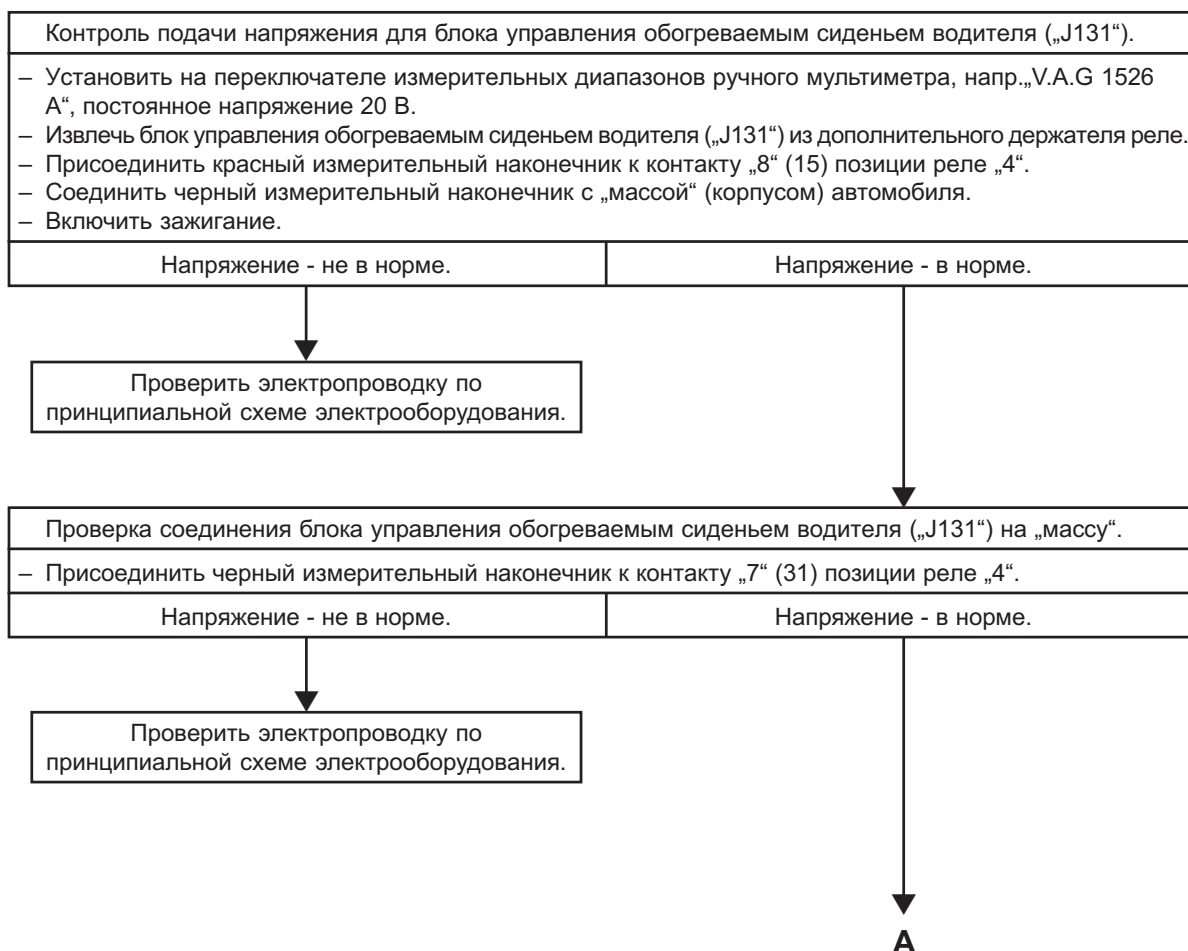 Контроль подачи напряжения для блока управления обогреваемым сиденьем водителя („J131“).
– Установить на переключателе измерительных диапазонов ручного мультиметра, напр.„V.A.G 1526
A“, постоянное напряжение 20 В.
– Извлечь блок управления обогреваемым сиденьем водителя („J131“) из дополнительного держателя реле.
– Присоединить красный измерительный наконечник к контакту „8“ (15) позиции реле „4“.
– Соединить черный измерительный наконечник с „массой“ (корпусом) автомобиля.
– Включить зажигание.
Напряжение - не в норме.
Напряжение - в норме.
Проверить электропроводку по
принципиальной схеме электрооборудования.
Проверка соединения блока управления обогреваемым сиденьем водителя („J131“) на „массу“.
– Присоединить черный измерительный наконечник к контакту „7“ (31) позиции реле „4“.
Напряжение - не в норме.
Напряжение - в норме.
Проверить электропроводку по
принципиальной схеме электрооборудования.
A